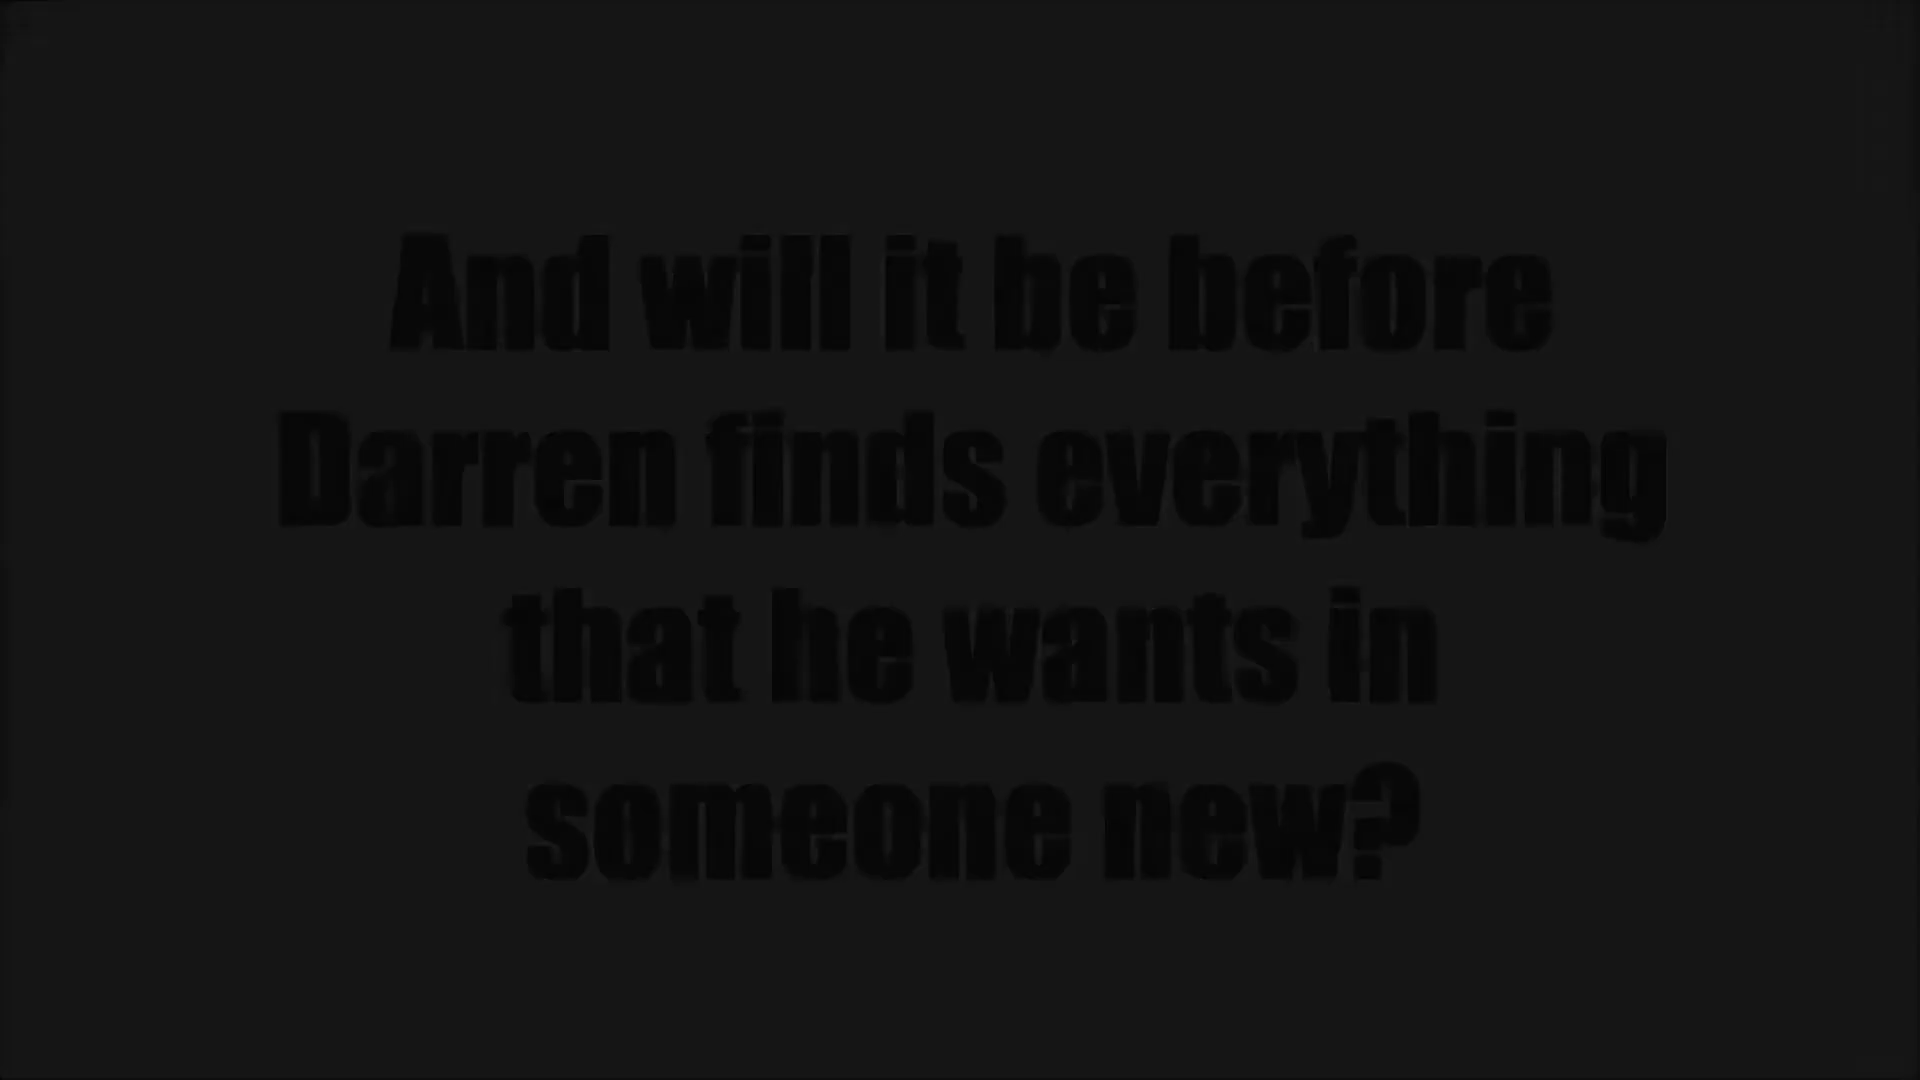 And will it be before
Darren finds everything
that he wants in
someone new?